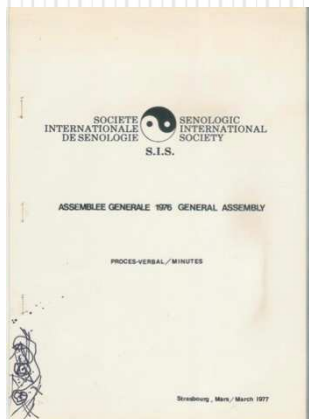 SOCIETE INTERNATIONALE DE SENOLOGIE
SENOLOGIC INTERNATIONAL SOCIETY
S.I.S.
ASSEMBLEE GENERALE 1976 GENERAL ASSEMBLY
PROCES-VERBAL/MINUTES
Strasbourg, Mars/March 1977